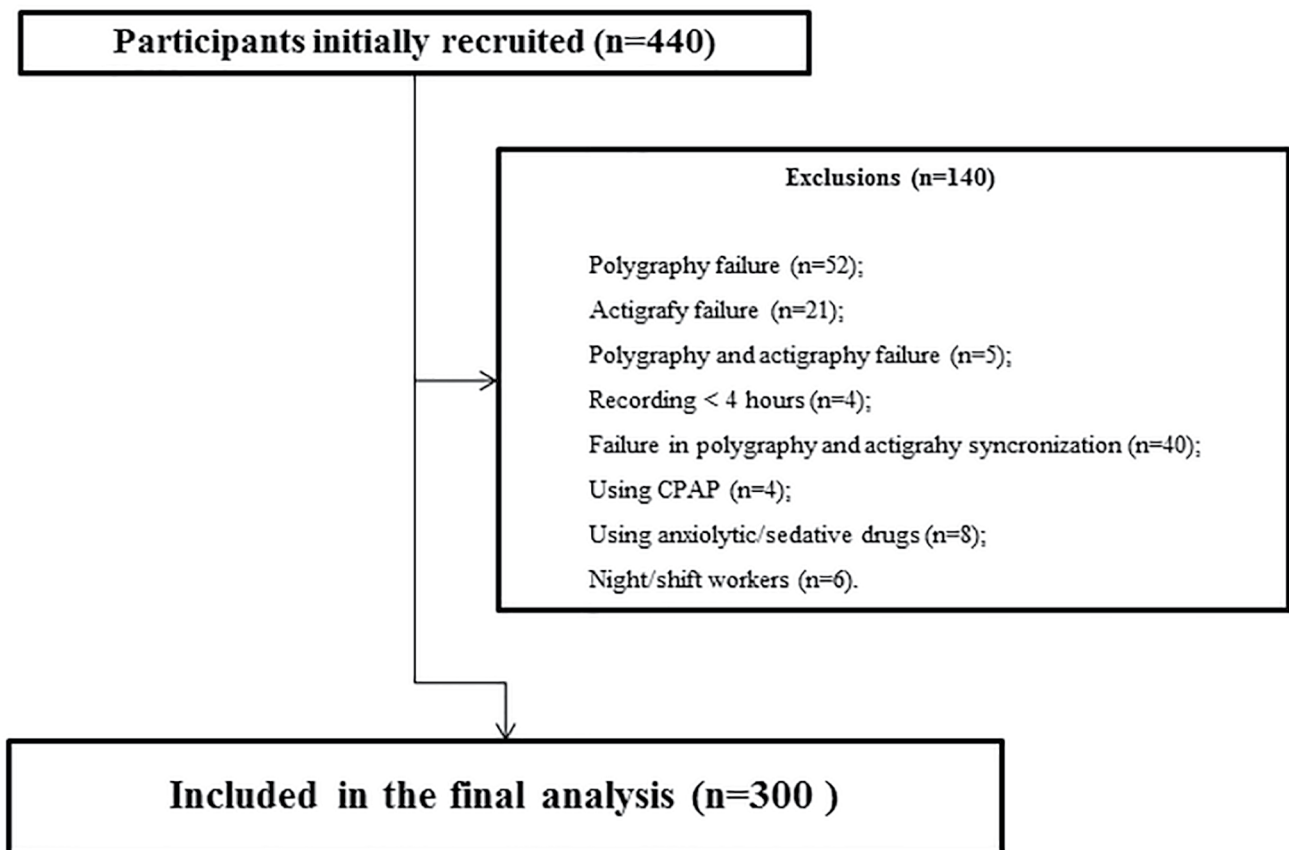 Participants initially recruited (n=440)
Exclusions (n=140)
Polygraphy failure (n=52);
Actigrafy failure (n=21);
Polygraphy and actigraphy failure (n=5);
Recording < 4 hours (n=4);
Failure in polygraphy and actigrahy syncronization (n=40);
Using CPAP (n=4);
Using anxiolytic/sedative drugs (n=8);
Night/shift workers (n=6).
Included in the final analysis (n=300 )